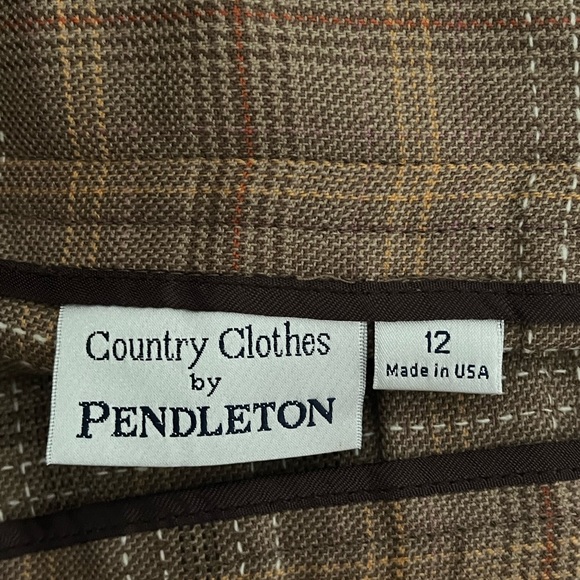 Country Clothes
by
PENDLETON
12
Made in USA